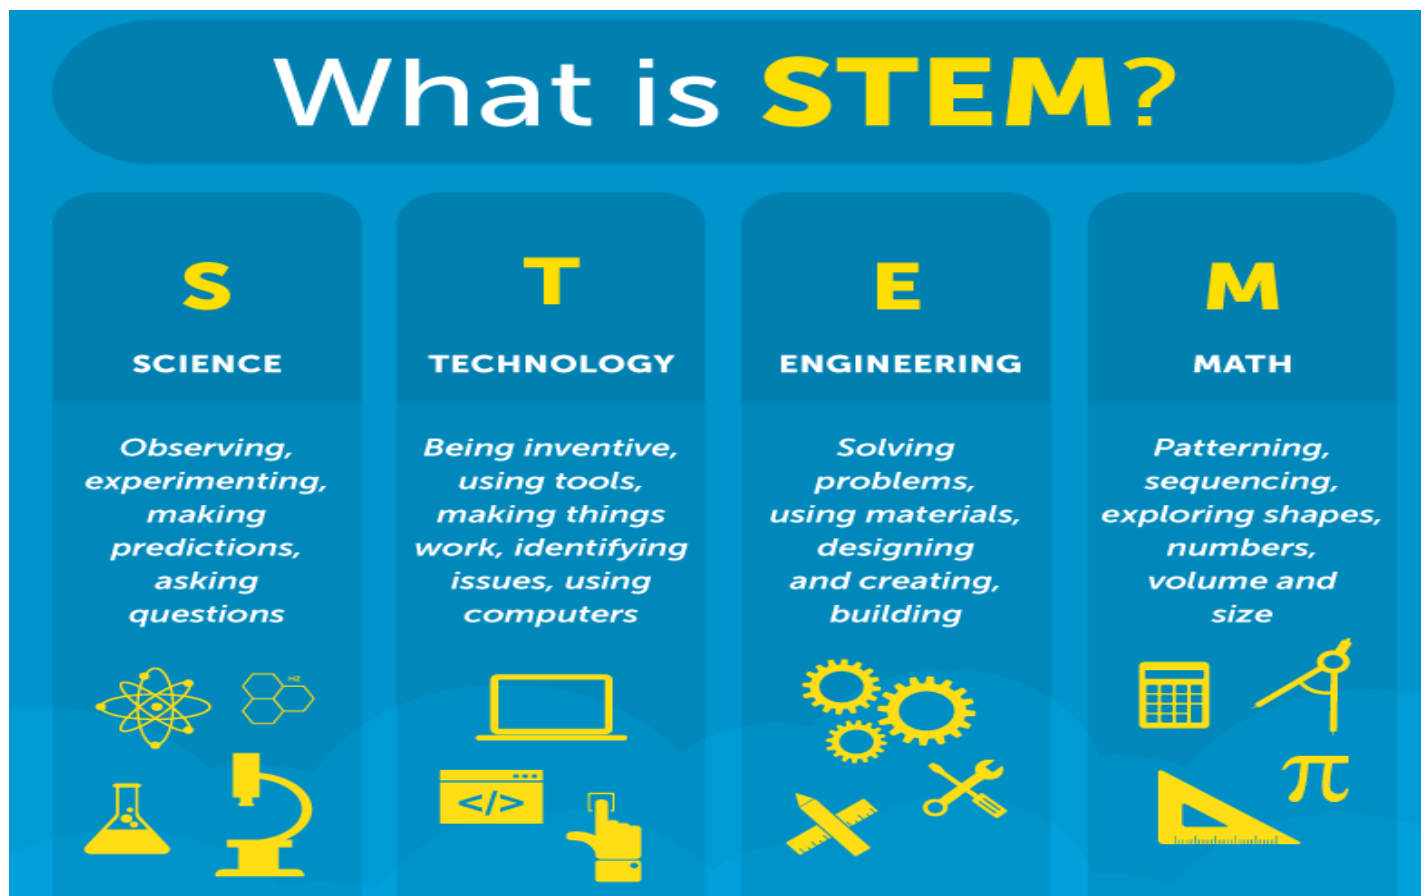 What is STEM?
S
SCIENCE
Observing,
experimenting,
making
predictions,
asking
questions
HZ
T
TECHNOLOGY
Being inventive,
using tools,
making things
work, identifying
issues, using
computers
</>
E
ENGINEERING
Solving
problems,
using materials,
designing
and creating,
building
M
MATH
Patterning,
sequencing,
exploring shapes,
numbers,
volume and
size
π